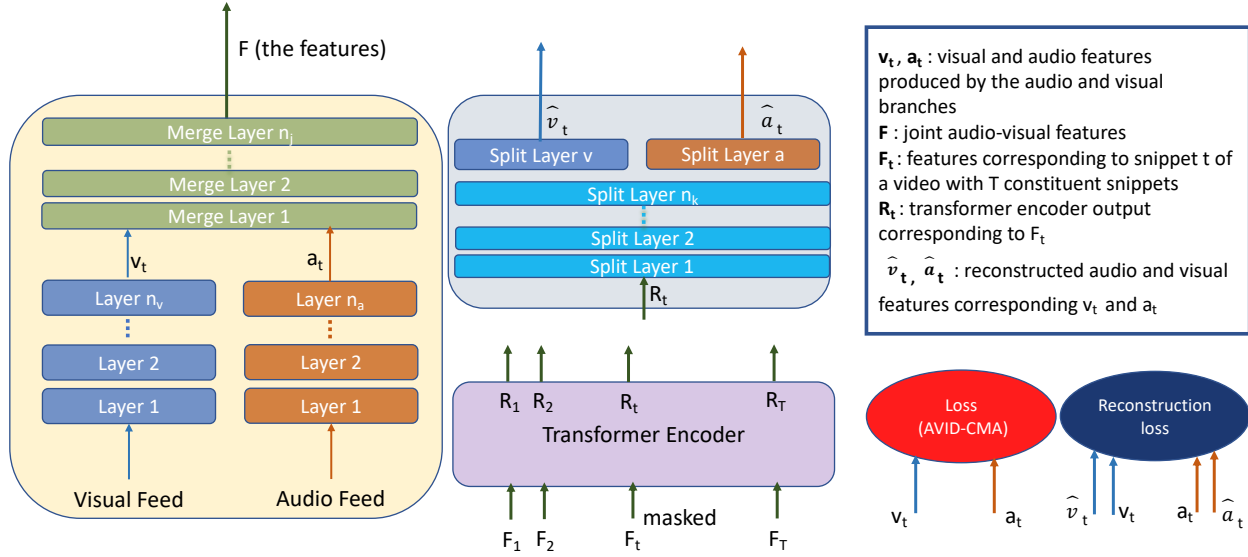 F (the features)
Merge Layer nj
Merge Layer 2
Merge Layer 1
vt
at
Layer nv
Layer na
Layer 2
Layer 2
Layer 1
Layer 1
Visual Feed
Audio Feed
v̂ t
â t
Split Layer v
Split Layer a
Split Layer nk
Split Layer 2
Split Layer 1
Rt
R1 R2 Rt RT
Transformer Encoder
masked
F1 F2 Ft FT
vt , at : visual and audio features
produced by the audio and visual
branches
F : joint audio-visual features
Ft : features corresponding to snippet t of
a video with T constituent snippets
Rt : transformer encoder output
corresponding to Ft
v̂ t , â t : reconstructed audio and visual
features corresponding vt and at
Loss
(AVID-CMA)
vt
at
Reconstruction
loss
v̂ t
vt
at
â t